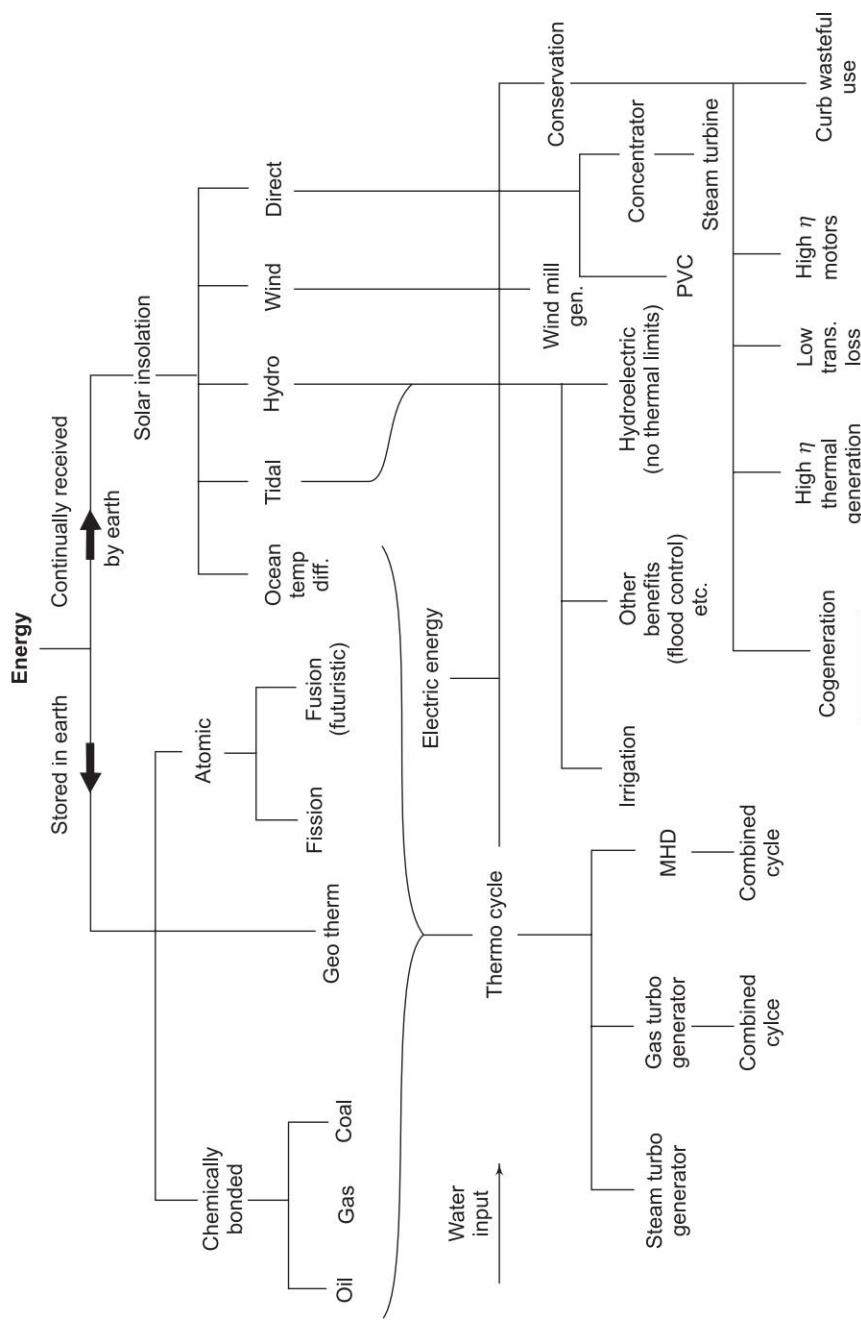 Energy
Stored in earth
Continually received
by earth
Solar insolation
Atomic
Chemically
bonded
Geo therm
Fission
Fusion
(futuristic)
Ocean
temp
diff.
Tidal
Hydro
Wind
Direct
Oil
Gas
Coal
Electric energy
Water
input
Thermo cycle
Conservation
Wind mill
gen.
Concentrator
PVC
Steam turbine
Irrigation
Other
benefits
(flood control)
etc.
Hydroelectric
(no thermal limits)
Steam turbo
generator
Gas turbo
generator
MHD
Combined
cylce
Combined
cycle
Cogeneration
High η
thermal
generation
Low
trans.
loss
High η
motors
Curb wasteful
use